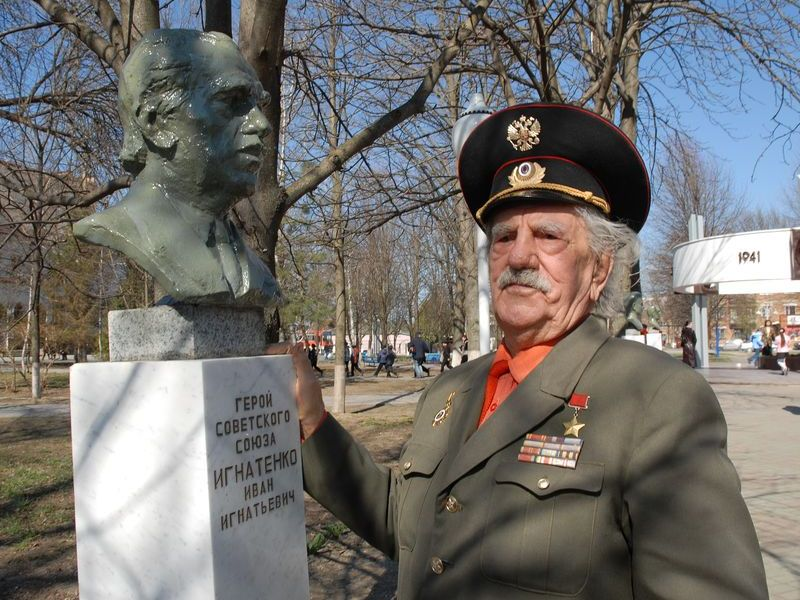 ГЕРОЙ
СОВЕТСКОГО
СОЮЗА
ИГНАТЕНКО
ИВАН
ИГНАТЬЕВИЧ
1941